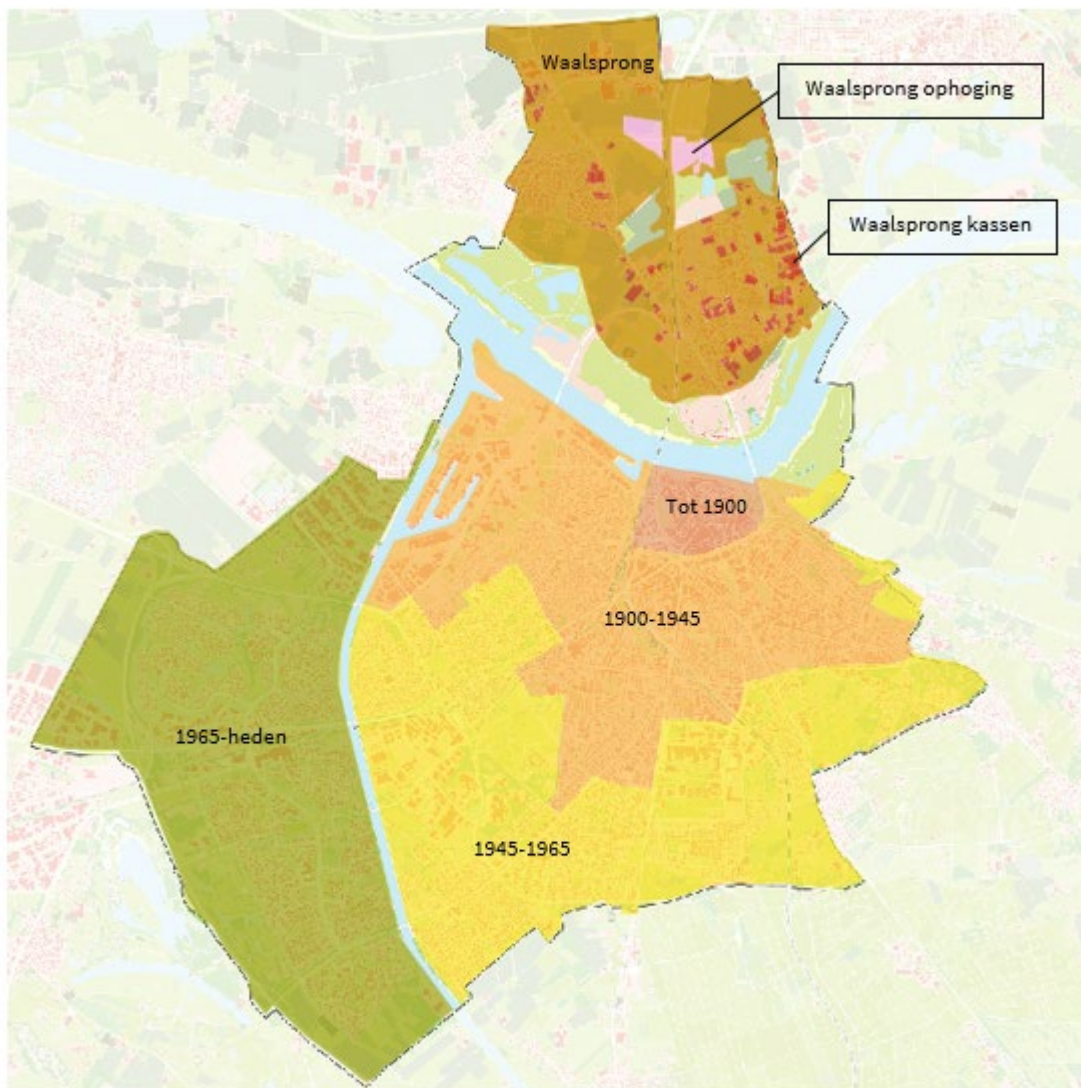 Waalsprong
Waalsprong ophoging
Waalsprong kassen
Tot 1900
1900-1945
1965-heden
1945-1965